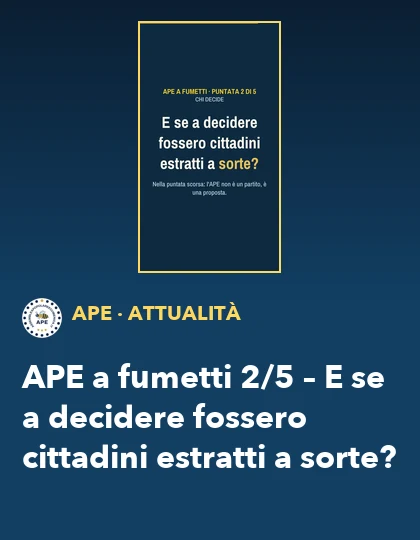 APE A FUMETTI · PUNTATA 2 DI 5
CHI DECIDE
E se a decidere
fossero cittadini
estratti a sorte?
Nella puntata scorsa: l'APE non è un partito, è
una proposta.
APE
APE · ATTUALITÀ
APE a fumetti 2/5 – E se
a decidere fossero
cittadini estratti a sorte?